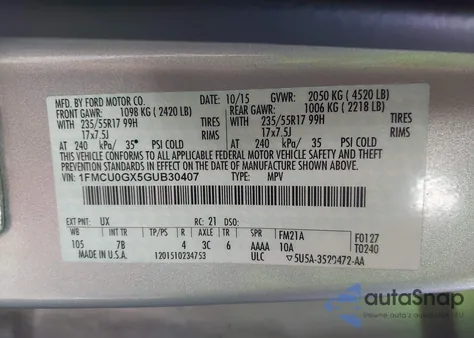 MFD. BY FORD MOTOR CO. 10/15 GVWR: 2050 KG ( 4520 LB)
FRONT GAWR: 1098 KG ( 2420 LB) REAR GAWR: 1006 KG ( 2218 LB)
WITH 235/55R17 99H TIRES WITH 235/55R17 99H TIRES
17x7.5J RIMS 17x7.5J RIMS
AT 240 kPa/ 35 PSI COLD AT 240 kPa/ 35 PSI COLD
THIS VEHICLE CONFORMS TO ALL APPLICABLE FEDERAL MOTOR VEHICLE SAFETY, BUMPER AND THEFT
PREVENTION STANDARDS IN EFFECT ON THE DATE OF MANUFACTURE SHOWN ABOVE.
VIN: 1FMCU0GX5GUB30407 TYPE: MPV
EXT PNT: UX RC: 21 DSO: FM21A F0127
WB INT TR TP/PS R AXLE TR SPR 10A T0240
105 7B 4 3C 6 AAAA
U.S.A. 1201510234753 ULC 5U5A-3520472-AA
autoSnap